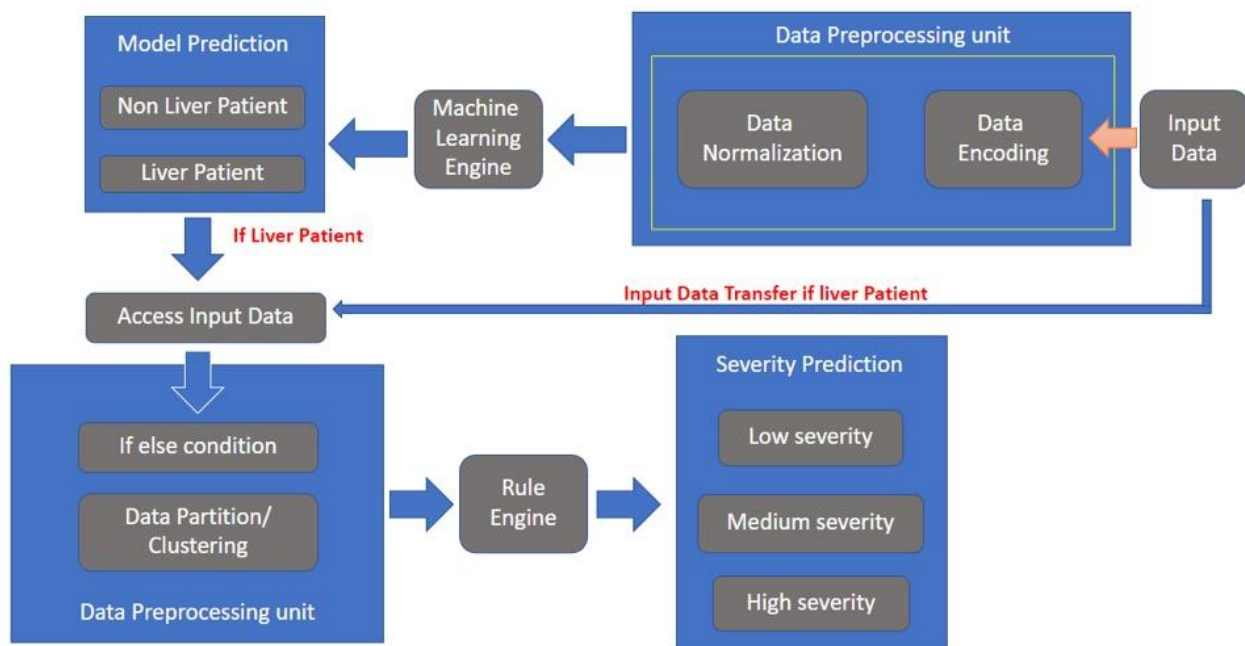 Model Prediction
Non Liver Patient
Liver Patient
Machine
Learning
Engine
Data Preprocessing unit
Data
Normalization
Data
Encoding
Input
Data
If Liver Patient
Input Data Transfer if liver Patient
Access Input Data
If else condition
Data Partition/
Clustering
Data Preprocessing unit
Rule
Engine
Severity Prediction
Low severity
Medium severity
High severity